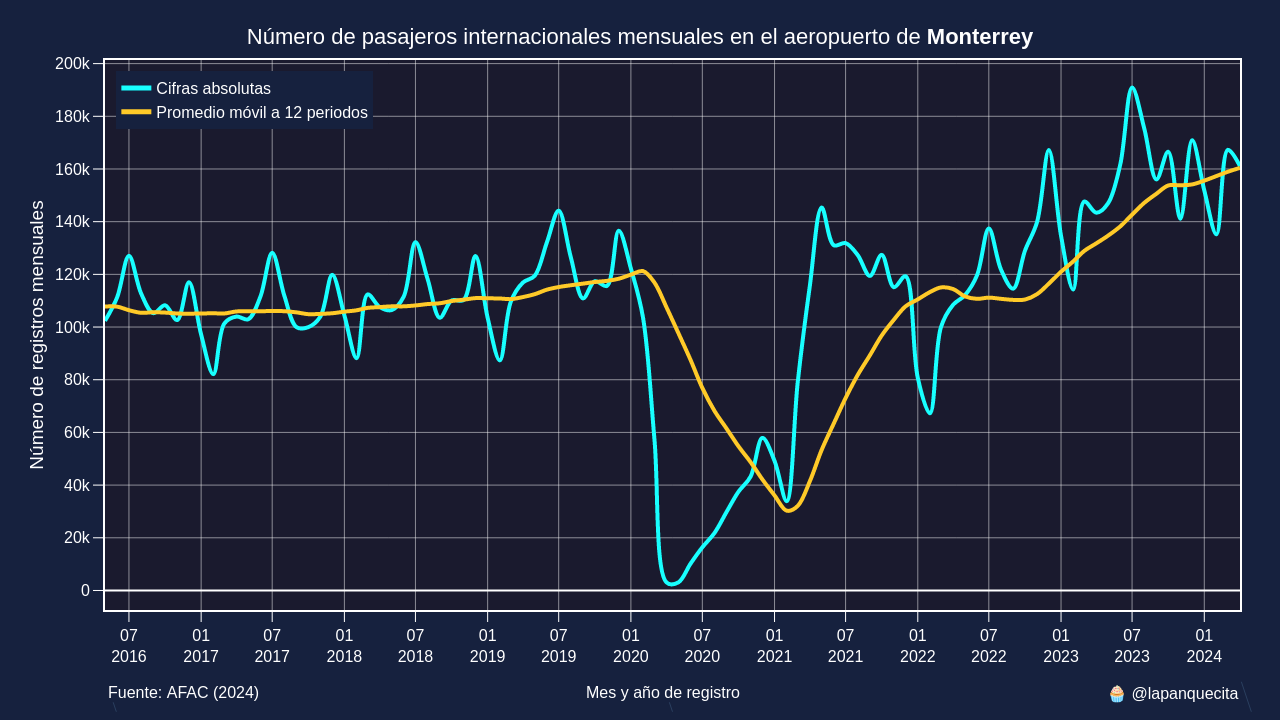 Número de pasajeros internacionales mensuales en el aeropuerto de Monterrey
Cifras absolutas
Promedio móvil a 12 periodos
Número de registros mensuales
200k
180k
160k
140k
120k
100k
80k
60k
40k
20k
0
07 01 07 01 07 01 07 01 07 01 07 01 07 01 07 01
2016 2017 2017 2018 2018 2019 2019 2020 2020 2021 2021 2022 2022 2023 2023 2024
Fuente: AFAC (2024)
Mes y año de registro
🧁 @lapanquecita